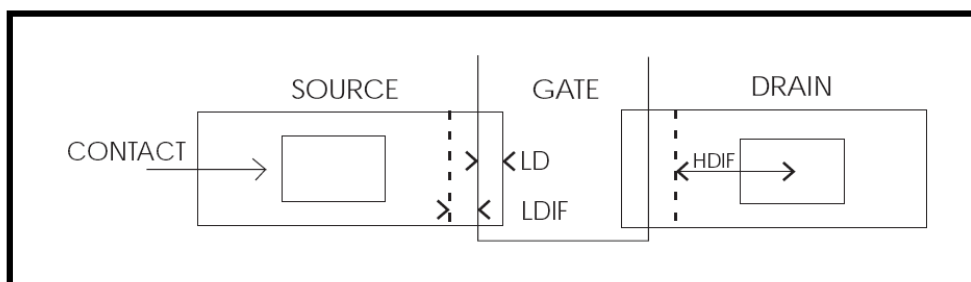 SOURCE
GATE
DRAIN
CONTACT
LD
HDIF
LDIF